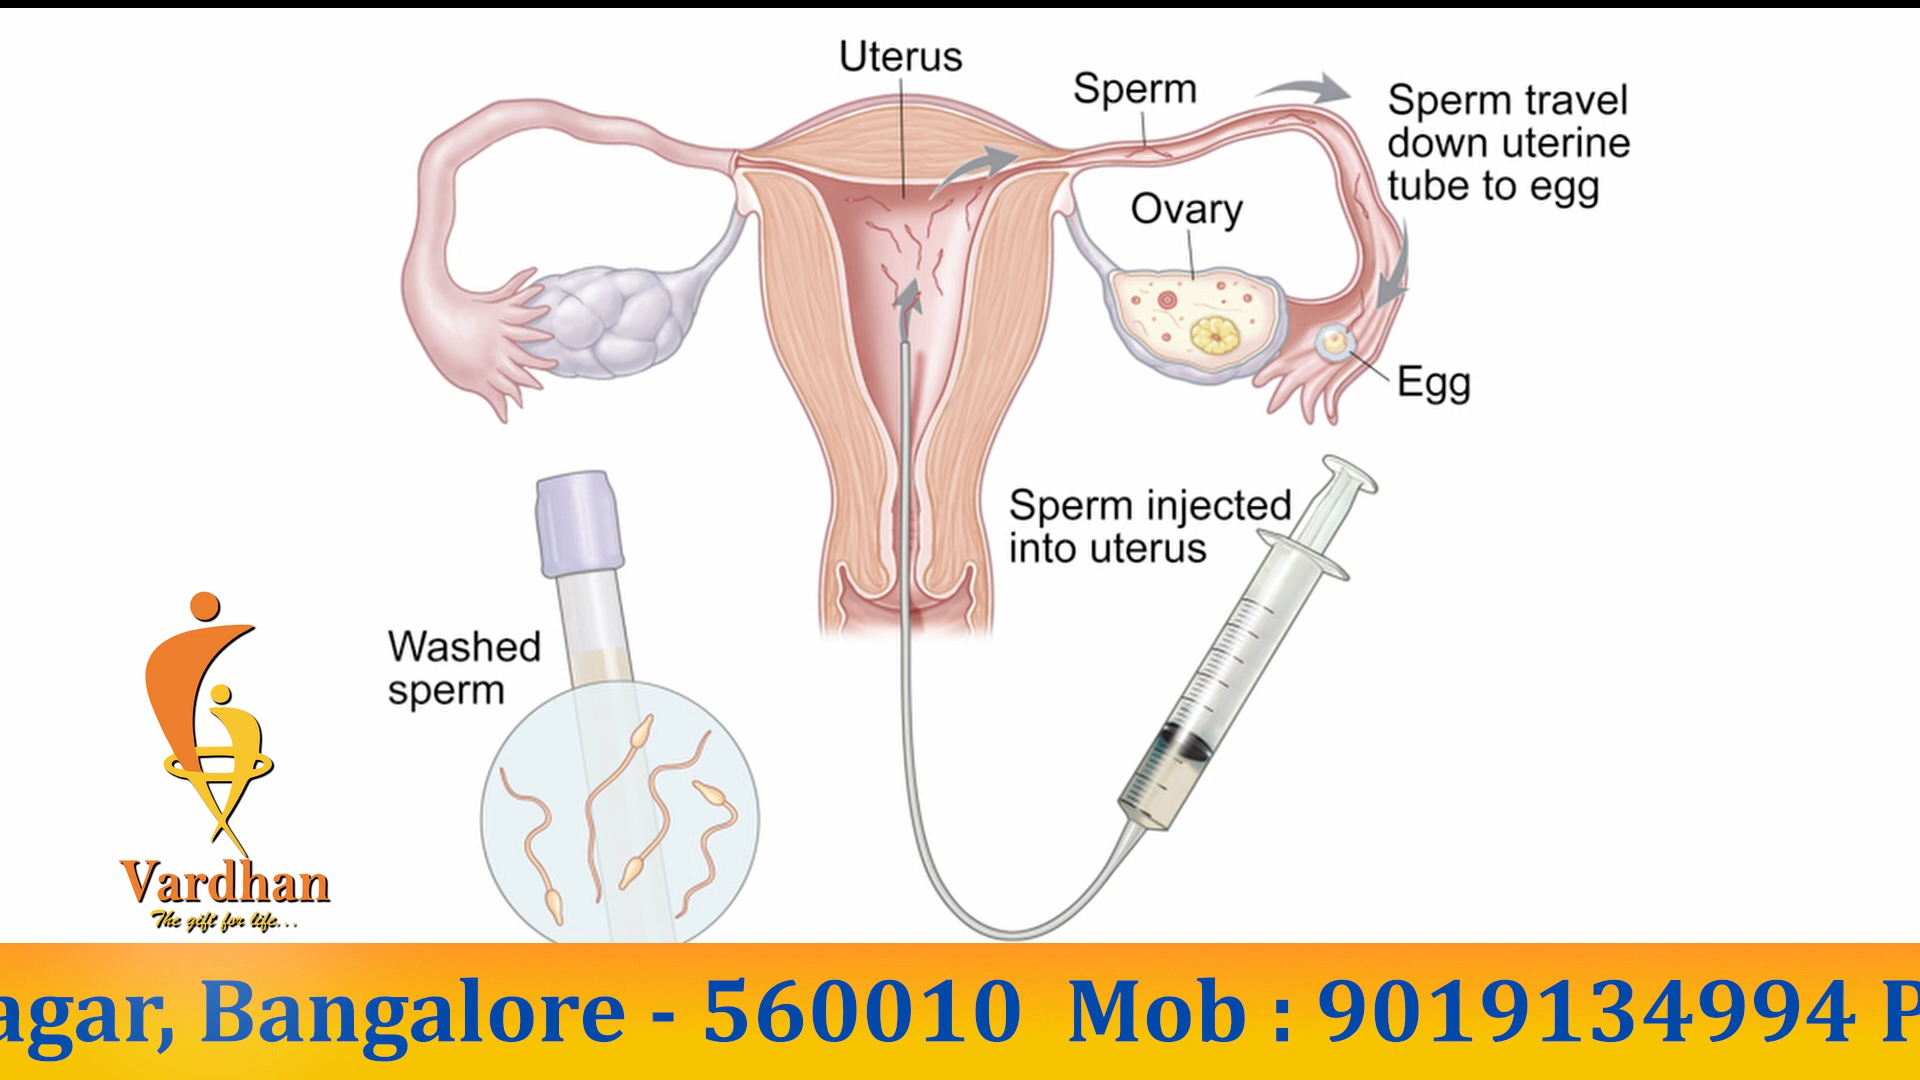 Uterus
Sperm
Sperm travel
down uterine
tube to egg
Ovary
Egg
Sperm injected
into uterus
Washed
sperm
Vardhan
The gift for life...
agar, Bangalore - 560010 Mob : 9019134994 P